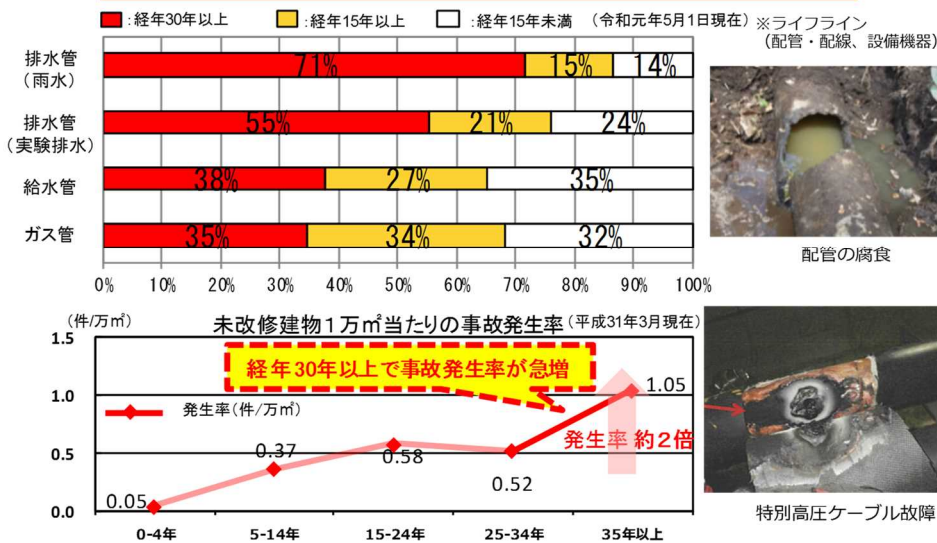 :経年30年以上 :経年15年以上 :経年15年未満 (令和元年5月1日現在)
※ライフライン
(配管・配線、設備機器)
排水管
(雨水)
71% 15% 14%
排水管
(実験排水)
55% 21% 24%
給水管
38% 27% 35%
ガス管
35% 34% 32%
0% 10% 20% 30% 40% 50% 60% 70% 80% 90% 100%
配管の腐食
(件/万㎡)
未改修建物1万㎡当たりの事故発生率(平成31年3月現在)
1.5
経年30年以上で事故発生率が急増
1.0
発生率(件/万㎡)
1.05
発生率 約2倍
0.5
0.05
0.37
0.58
0.52
0.0
0-4年 5-14年 15-24年 25-34年 35年以上
特別高圧ケーブル故障